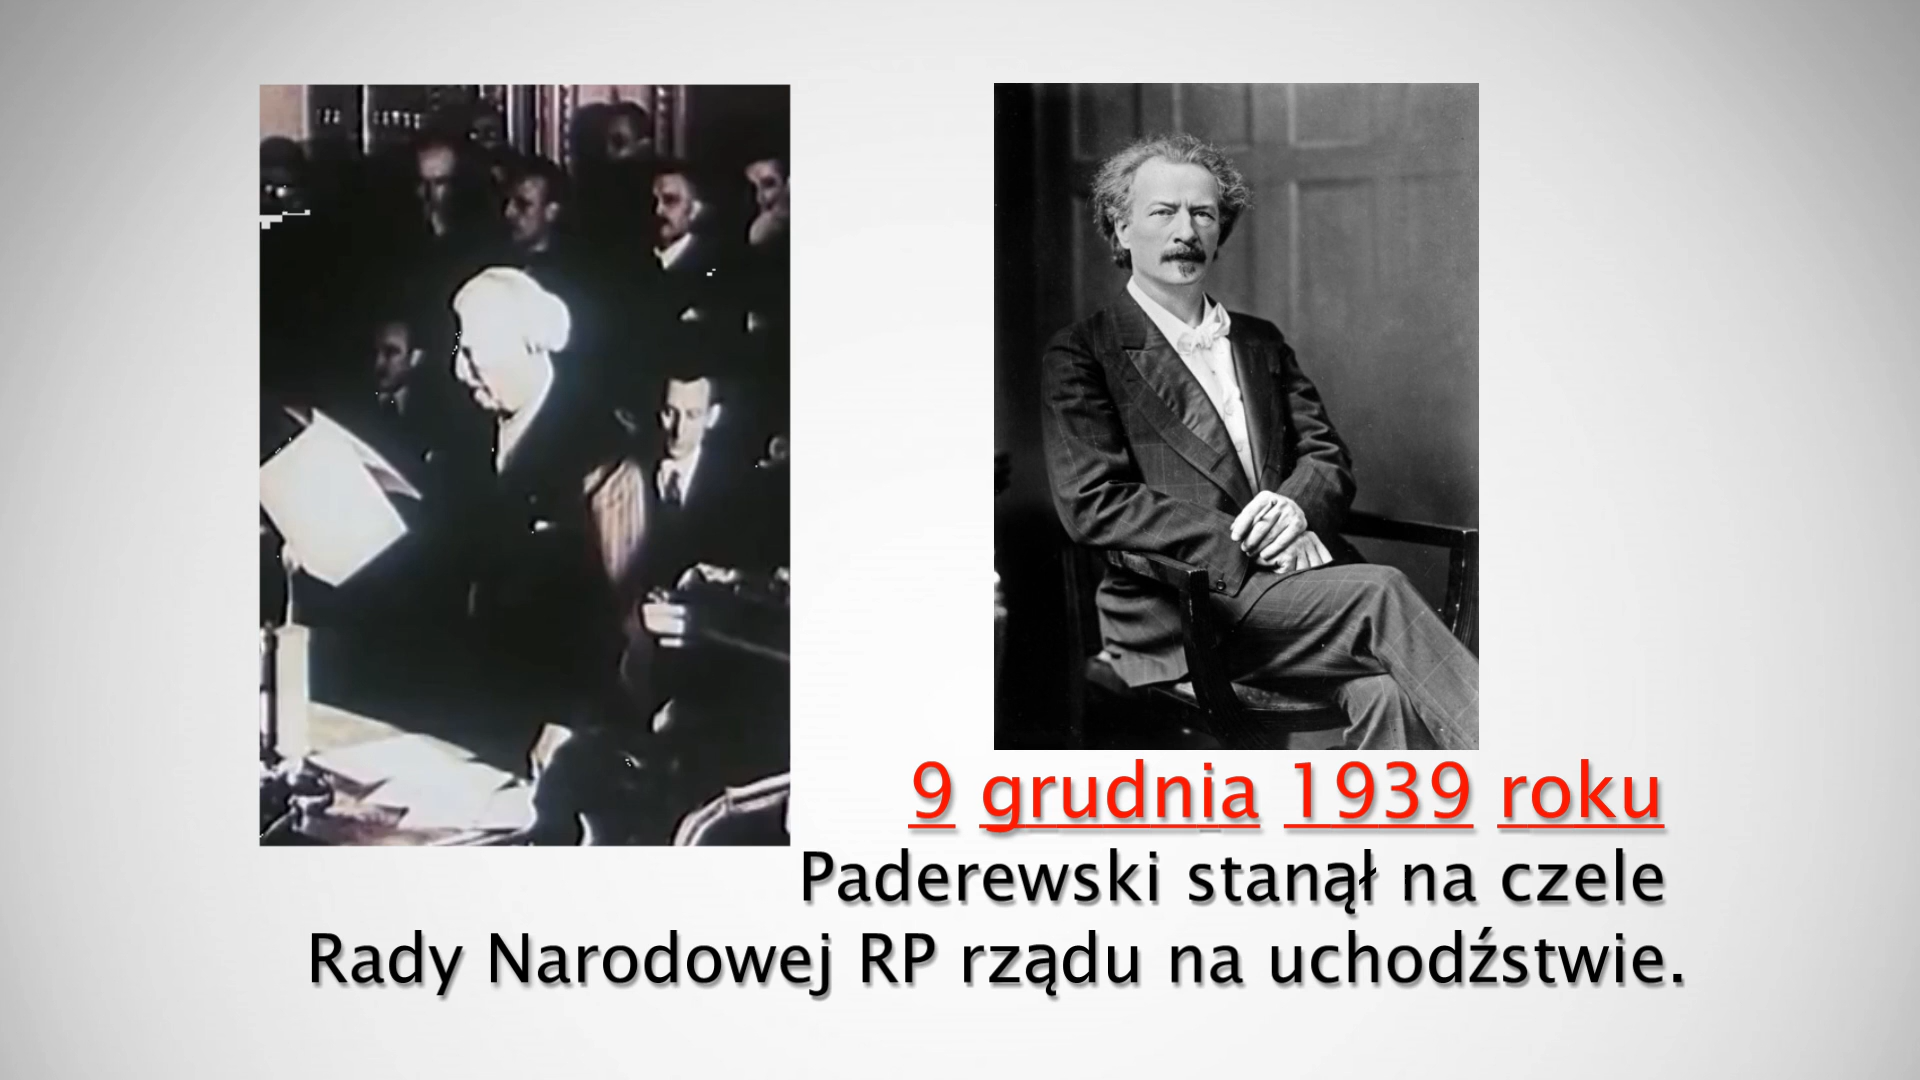 9 grudnia 1939 roku
Paderewski stanął na czele
Rady Narodowej RP rządu na uchodźstwie.